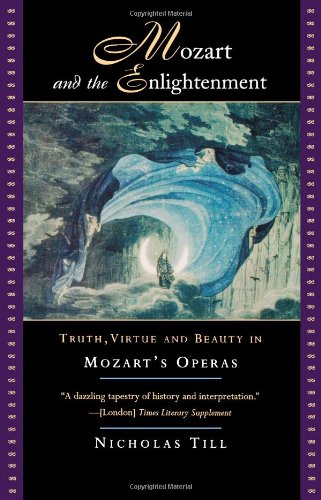 Mozart
and the Enlightenment
TRUTH, VIRTUE AND BEAUTY IN
MOZART'S OPERAS
"A dazzling tapestry of history and interpretation."
—[London] Times Literary Supplement
NICHOLAS TILL